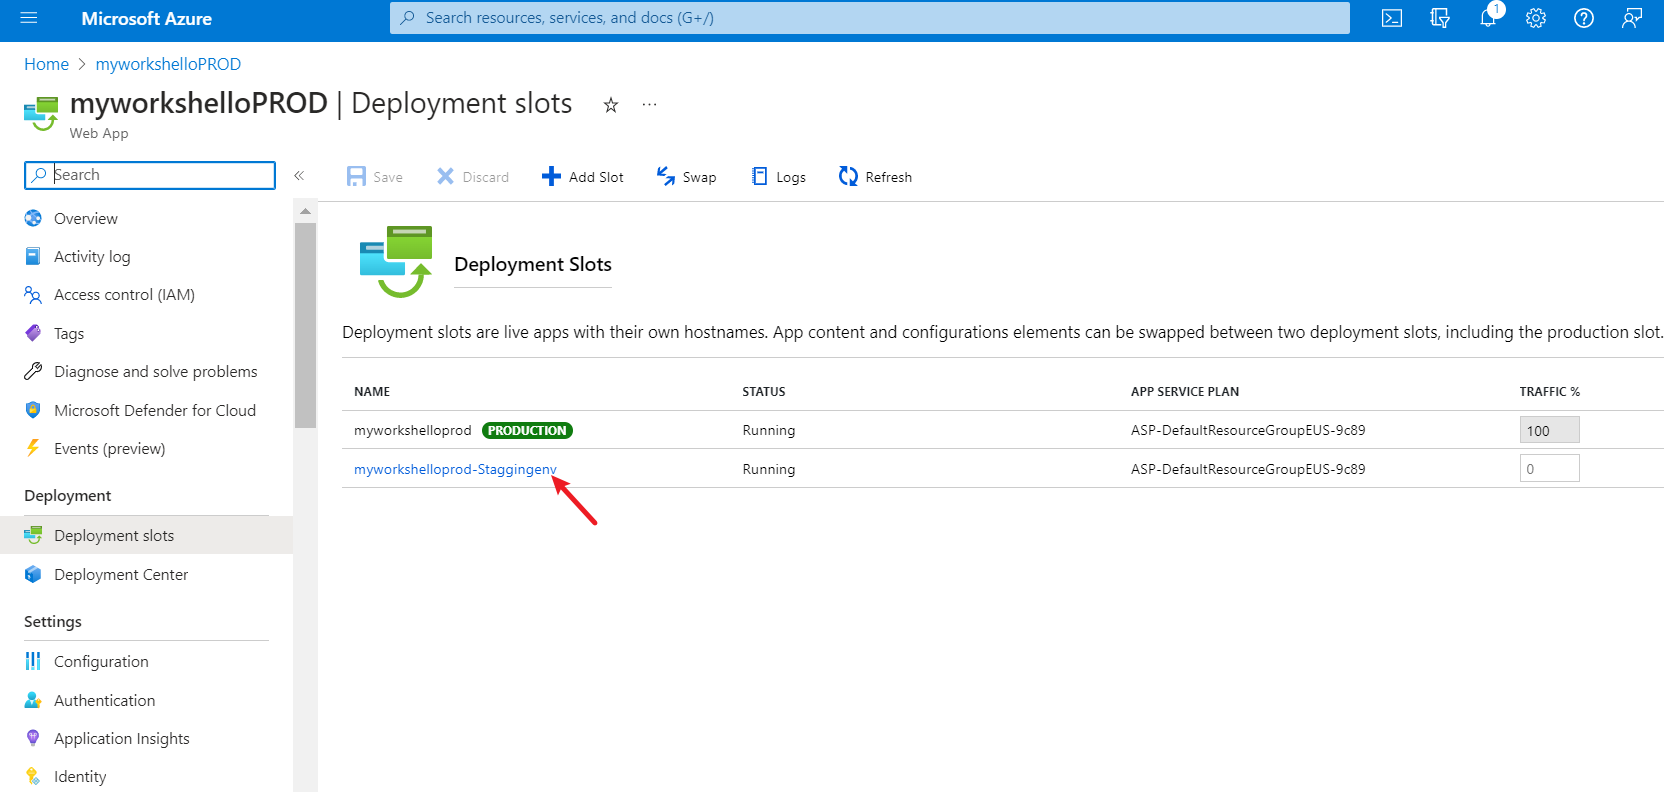 Microsoft Azure
Search resources, services, and docs (G+/)
1
Home > myworkshelloPROD
myworkshelloPROD | Deployment slots
Web App
Search
Save
Discard
Add Slot
Swap
Logs
Refresh
Overview
Activity log
Access control (IAM)
Tags
Diagnose and solve problems
Microsoft Defender for Cloud
Events (preview)
Deployment
Deployment slots
Deployment Center
Settings
Configuration
Authentication
Application Insights
Identity
Deployment Slots
Deployment slots are live apps with their own hostnames. App content and configurations elements can be swapped between two deployment slots, including the production slot.
NAME STATUS APP SERVICE PLAN TRAFFIC %
myworkshelloprod PRODUCTION Running ASP-DefaultResourceGroupEUS-9c89 100
myworkshelloprod-Staggingenv Running ASP-DefaultResourceGroupEUS-9c89 0